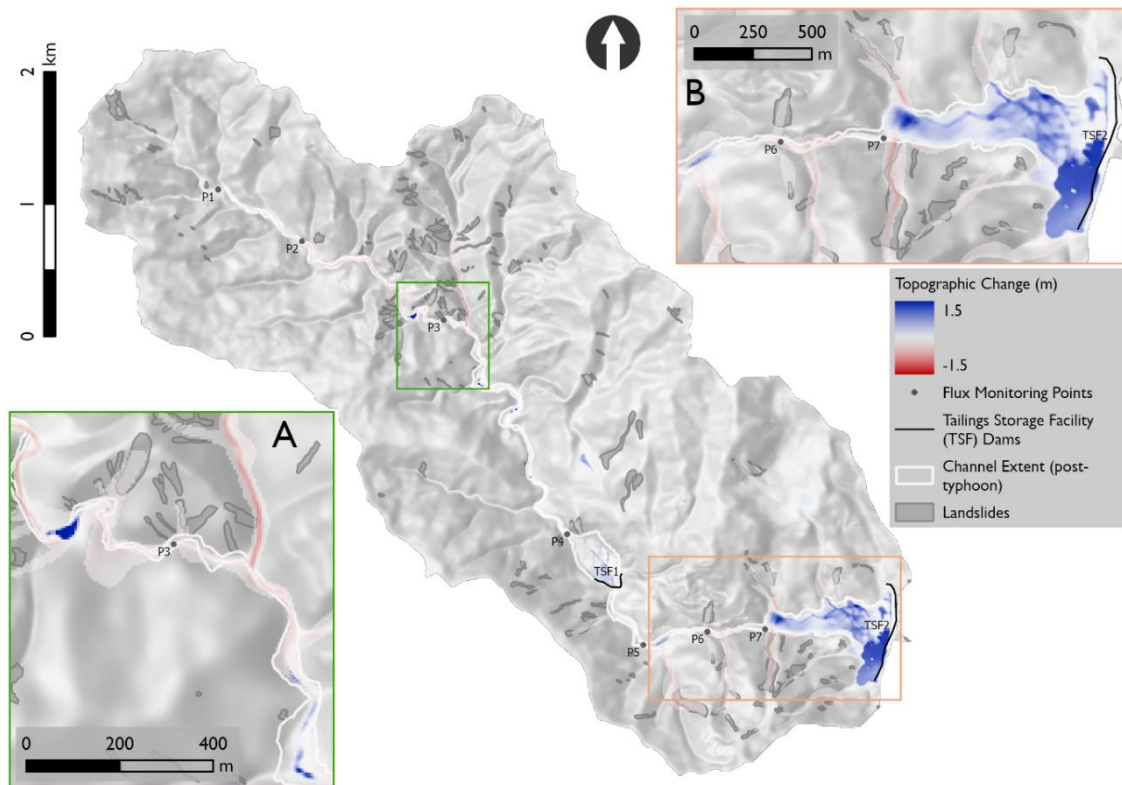 km
2
1
0
P1
P2
P3
P4
TSF1
P5
P6
P7
TSF2
0 250 500
m
B
P6
P7
TSF2
Topographic Change (m)
1.5
-1.5
Flux Monitoring Points
Tailings Storage Facility
(TSF) Dams
Channel Extent (post-
typhoon)
Landslides
A
P3
0 200 400
m